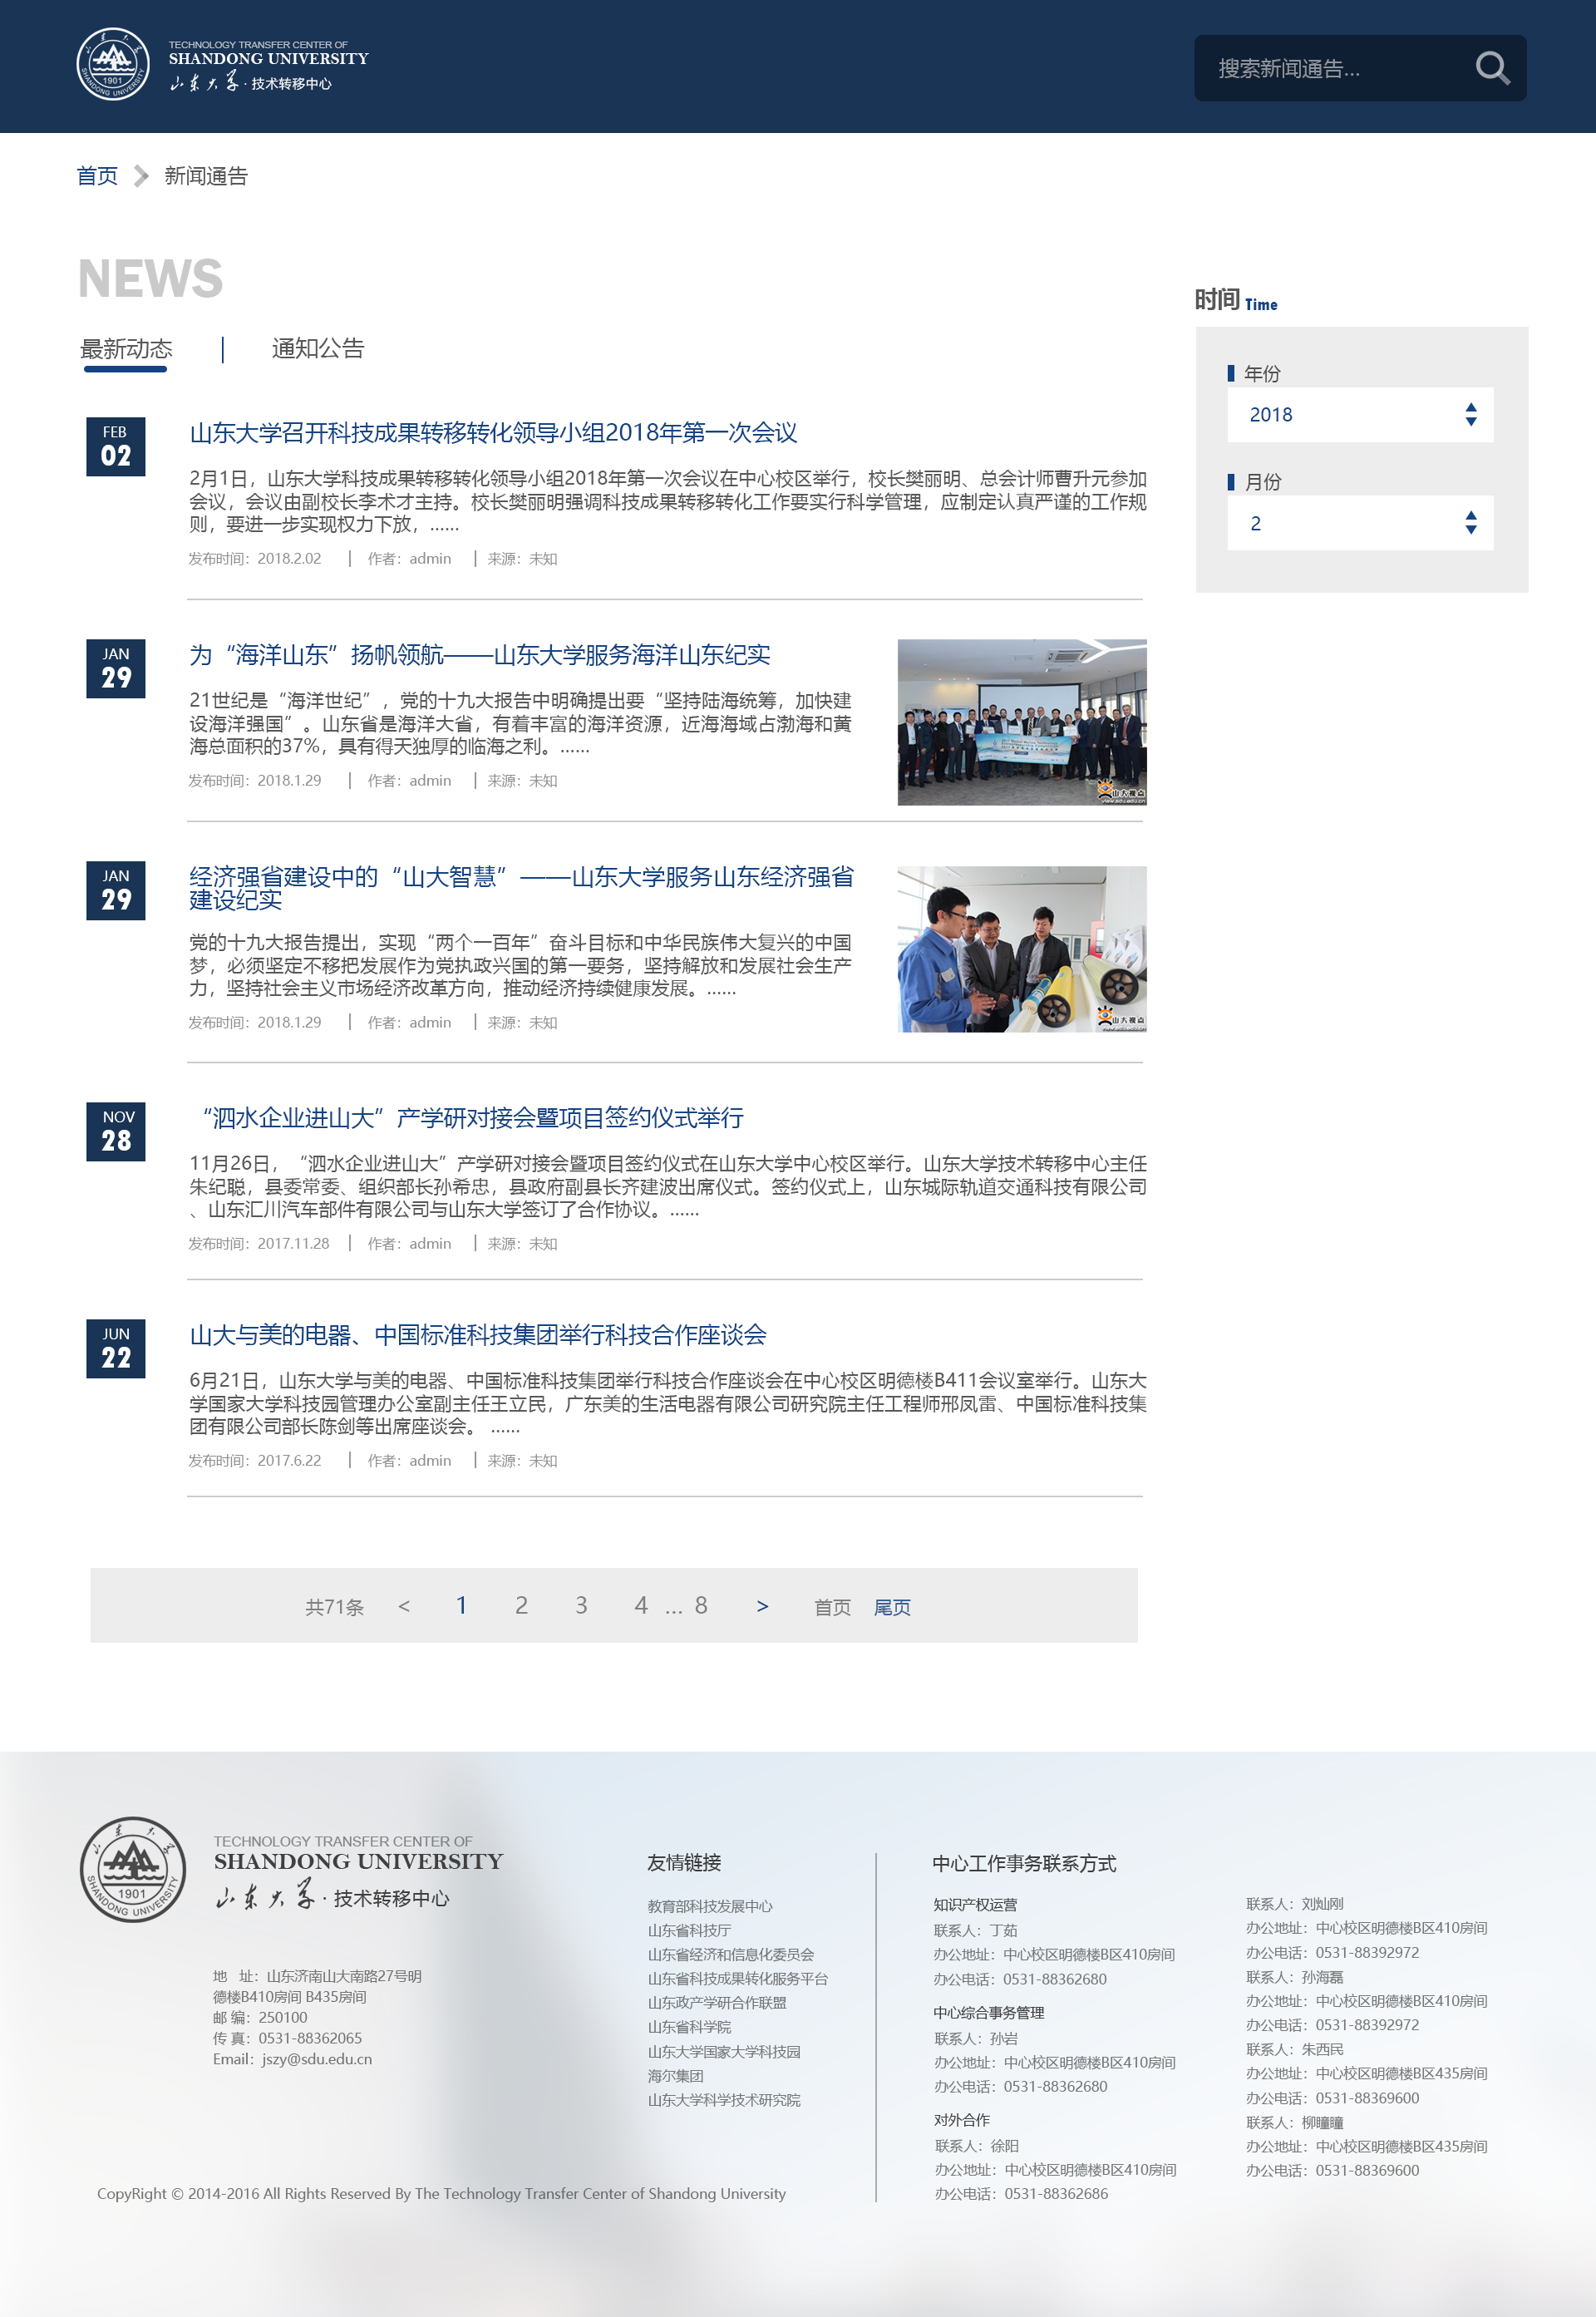 TECHNOLOGY TRANSFER CENTER OF
SHANDONG UNIVERSITY
山东大学 · 技术转移中心
搜索新闻通告...
首页 新闻通告
NEWS
时间 Time
最新动态 | 通知公告
年份
2018
月份
2
FEB
02
山东大学召开科技成果转移转化领导小组2018年第一次会议
2月1日，山东大学科技成果转移转化领导小组2018年第一次会议在中心校区举行，校长樊丽明、总会计师曹升元参加
会议，会议由副校长李术才主持。校长樊丽明强调科技成果转移转化工作要实行科学管理，应制定认真严谨的工作规
则，要进一步实现权力下放，......
发布时间：2018.2.02 | 作者：admin | 来源：未知
JAN
29
为“海洋山东”扬帆领航——山东大学服务海洋山东纪实
21世纪是“海洋世纪”，党的十九大报告中明确提出要“坚持陆海统筹，加快建
设海洋强国”。山东省是海洋大省，有着丰富的海洋资源，近海海域占渤海和黄
海总面积的37%，具有得天独厚的临海之利。......
发布时间：2018.1.29 | 作者：admin | 来源：未知
山大视点
view.sdu.edu.cn
JAN
29
经济强省建设中的“山大智慧”——山东大学服务山东经济强省
建设纪实
党的十九大报告提出，实现“两个一百年”奋斗目标和中华民族伟大复兴的中国
梦，必须坚定不移把发展作为党执政兴国的第一要务，坚持解放和发展社会生产
力，坚持社会主义市场经济改革方向，推动经济持续健康发展。......
发布时间：2018.1.29 | 作者：admin | 来源：未知
山大视点
view.sdu.edu.cn
NOV
28
“泗水企业进山大”产学研对接会暨项目签约仪式举行
11月26日，“泗水企业进山大”产学研对接会暨项目签约仪式在山东大学中心校区举行。山东大学技术转移中心主任
朱纪聪，县委常委、组织部长孙希忠，县政府副县长齐建波出席仪式。签约仪式上，山东城际轨道交通科技有限公司
、山东汇川汽车部件有限公司与山东大学签订了合作协议。......
发布时间：2017.11.28 | 作者：admin | 来源：未知
JUN
22
山大与美的电器、中国标准科技集团举行科技合作座谈会
6月21日，山东大学与美的电器、中国标准科技集团举行科技合作座谈会在中心校区明德楼B411会议室举行。山东大
学国家大学科技园管理办公室副主任王立民，广东美的生活电器有限公司研究院主任工程师邢凤雷、中国标准科技集
团有限公司部长陈剑等出席座谈会。 ......
发布时间：2017.6.22 | 作者：admin | 来源：未知
共71条 < 1 2 3 4 ... 8 > 首页 尾页
TECHNOLOGY TRANSFER CENTER OF
SHANDONG UNIVERSITY
山东大学 · 技术转移中心
1901
SHANDONG UNIVERSITY
地 址：山东济南山大南路27号明
德楼B410房间 B435房间
邮 编：250100
传 真：0531-88362065
Email：jszy@sdu.edu.cn
友情链接
教育部科技发展中心
山东省科技厅
山东省经济和信息化委员会
山东省科技成果转化服务平台
山东政产学研合作联盟
山东省科学院
山东大学国家大学科技园
海尔集团
山东大学科学技术研究院
中心工作事务联系方式
知识产权运营
联系人：丁茹
办公地址：中心校区明德楼B区410房间
办公电话：0531-88362680
中心综合事务管理
联系人：孙岩
办公地址：中心校区明德楼B区410房间
办公电话：0531-88362680
对外合作
联系人：徐阳
办公地址：中心校区明德楼B区410房间
办公电话：0531-88362686
联系人：刘灿刚
办公地址：中心校区明德楼B区410房间
办公电话：0531-88392972
联系人：孙海磊
办公地址：中心校区明德楼B区410房间
办公电话：0531-88392972
联系人：朱西民
办公地址：中心校区明德楼B区435房间
办公电话：0531-88369600
联系人：柳瞳瞳
办公地址：中心校区明德楼B区435房间
办公电话：0531-88369600
CopyRight © 2014-2016 All Rights Reserved By The Technology Transfer Center of Shandong University